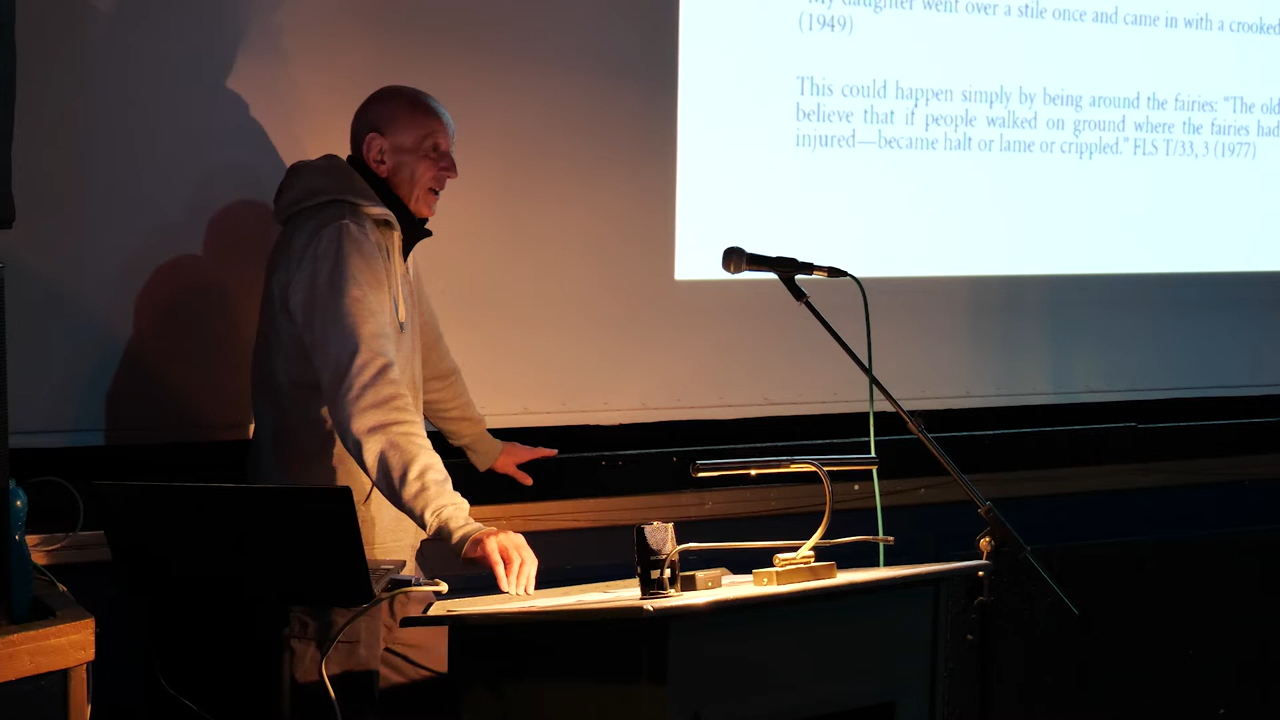 "My daughter went over a stile once and came in with a crooked
(1949)
This could happen simply by being around the fairies: “The old
believe that if people walked on ground where the fairies had
injured—became halt or lame or crippled.” FLS T/33, 3 (1977)